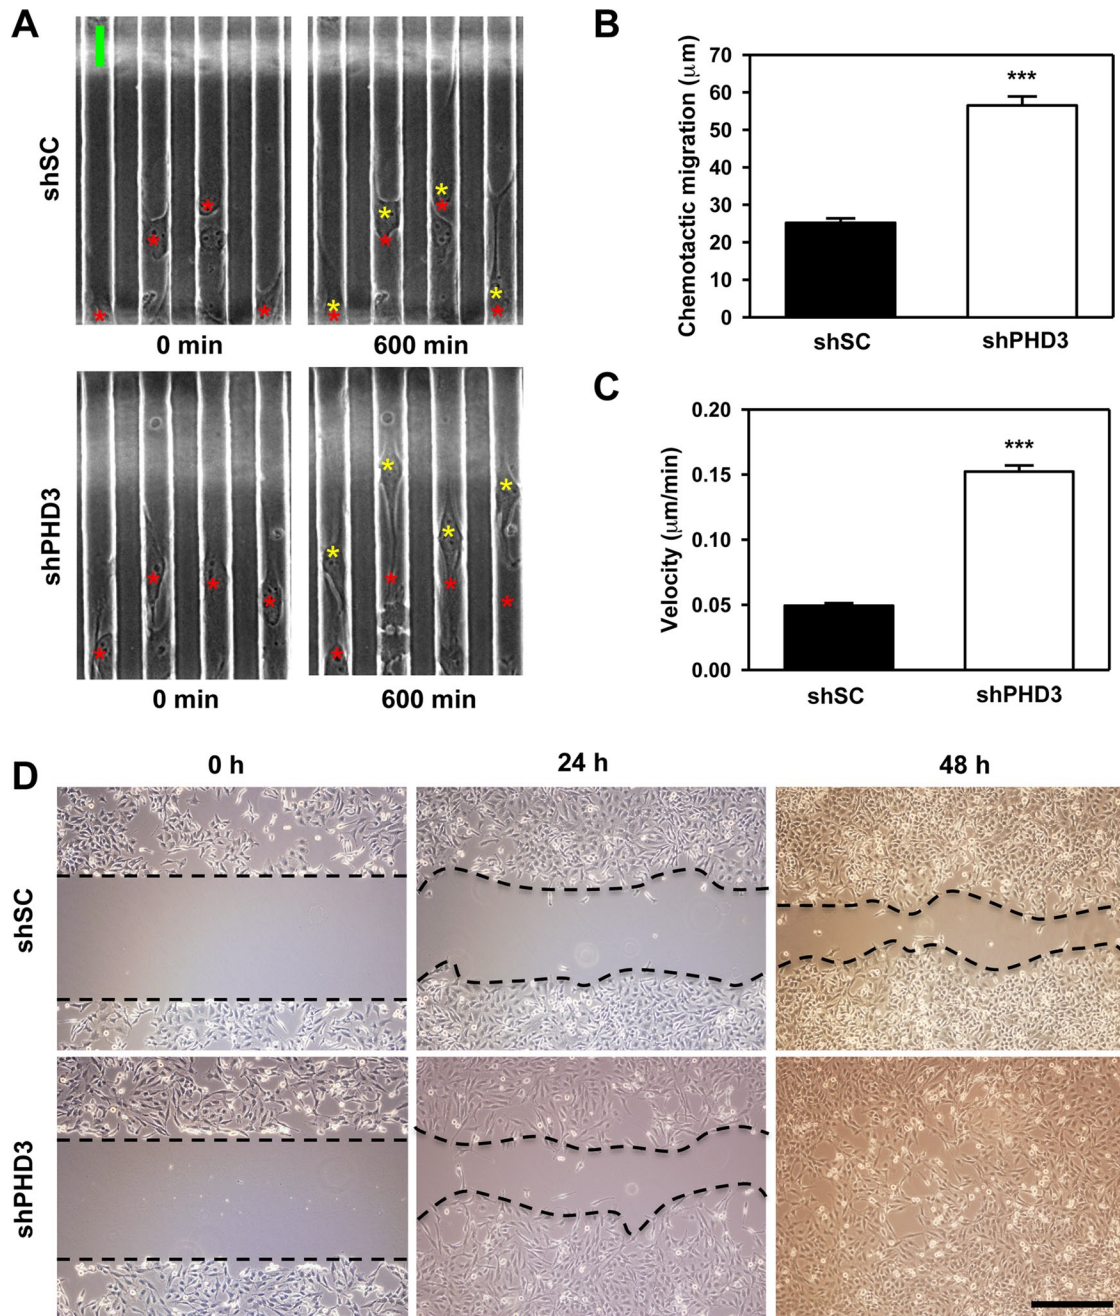 A
shSC
0 min
600 min
shPHD3
0 min
600 min
B
Chemotactic migration (μm)
70
60
50
40
30
20
10
0
***
shSC
shPHD3
C
Velocity (μm/min)
0.20
0.15
0.10
0.05
0.00
***
shSC
shPHD3
D
0 h
24 h
48 h
shSC
shPHD3